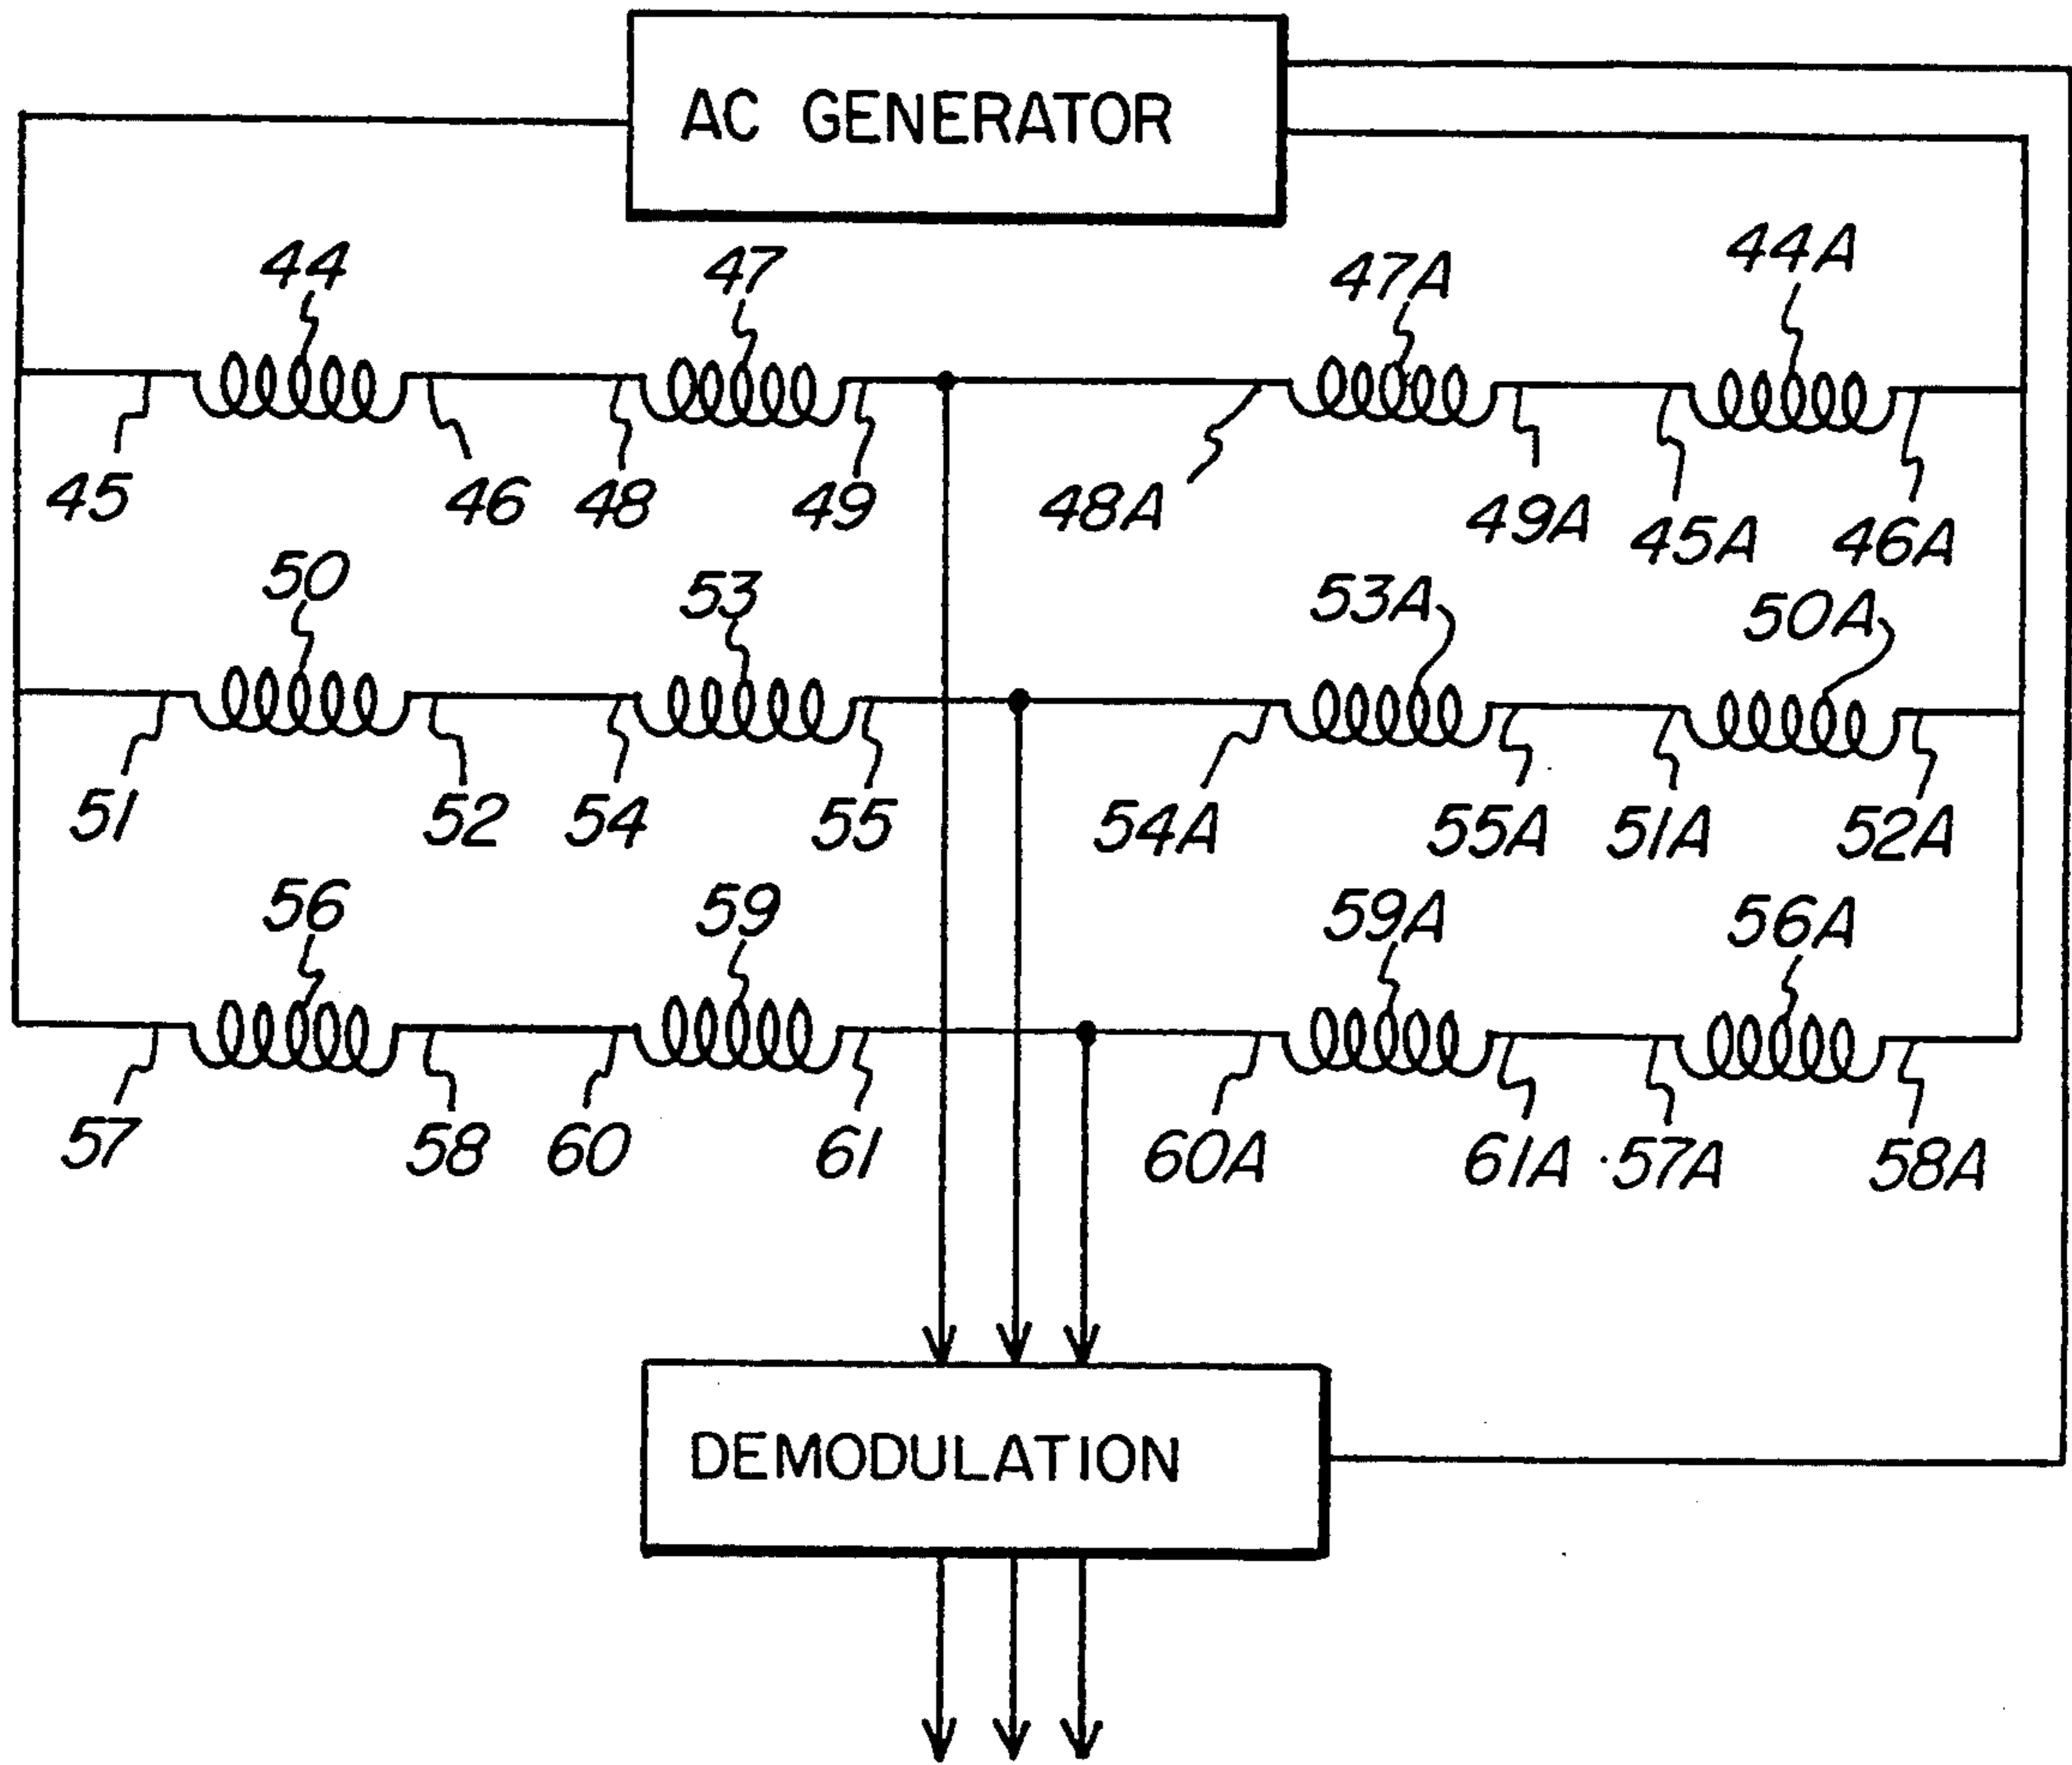 AC GENERATOR
44 47 47A 44A
45 46 48 49 48A 49A 45A 46A
50 53 53A 50A
51 52 54 55 54A 55A 51A 52A
56 59 59A 56A
57 58 60 61 60A 61A 57A 58A
DEMODULATION